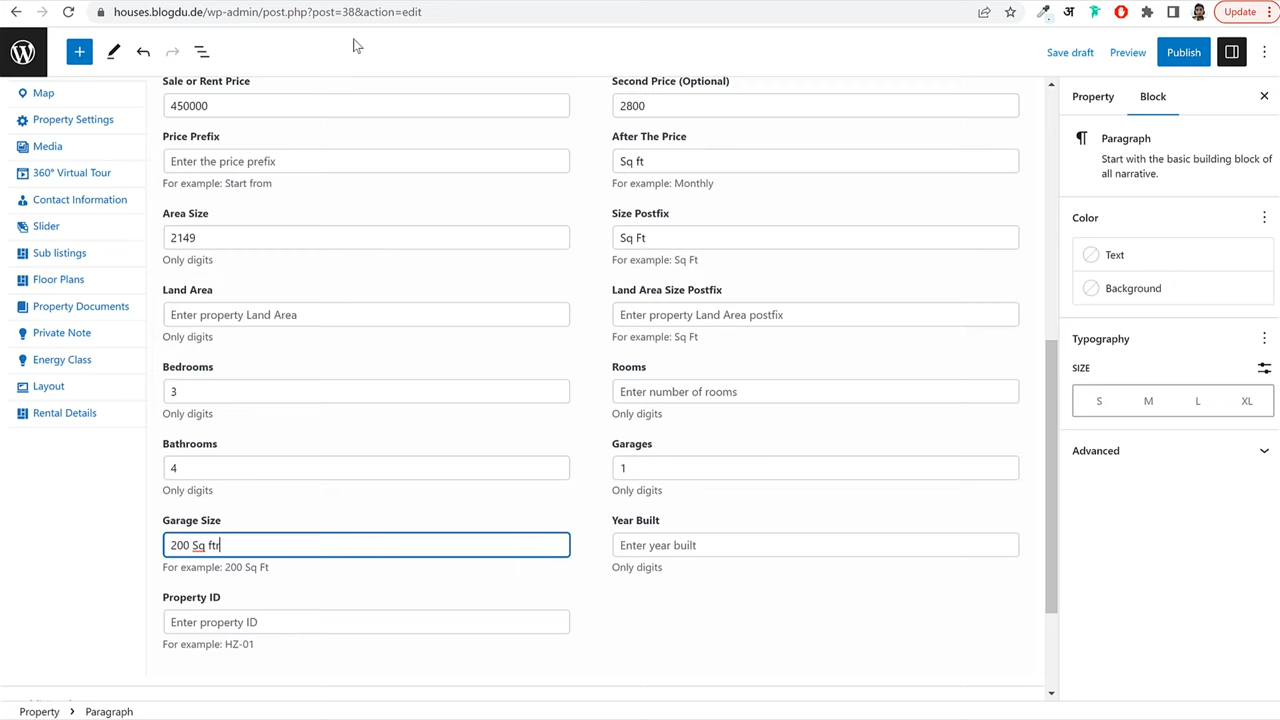 houses.blogdu.de/wp-admin/post.php?post=38&action=edit
अ
Update
Save draft
Preview
Publish
Map
Property Settings
Media
360° Virtual Tour
Contact Information
Slider
Sub listings
Floor Plans
Property Documents
Private Note
Energy Class
Layout
Rental Details
Sale or Rent Price
Second Price (Optional)
450000
2800
Price Prefix
After The Price
Enter the price prefix
Sq ft
For example: Start from
For example: Monthly
Area Size
Size Postfix
2149
Sq Ft
Only digits
For example: Sq Ft
Land Area
Land Area Size Postfix
Enter property Land Area
Enter property Land Area postfix
Only digits
For example: Sq Ft
Bedrooms
Rooms
3
Enter number of rooms
Only digits
Only digits
Bathrooms
Garages
4
1
Only digits
Only digits
Garage Size
Year Built
200 Sq ftr
Enter year built
For example: 200 Sq Ft
Only digits
Property ID
Enter property ID
For example: HZ-01
Property
Block
Paragraph
Start with the basic building block of
all narrative.
Color
Text
Background
Typography
SIZE
S M L XL
Advanced
Property
Paragraph